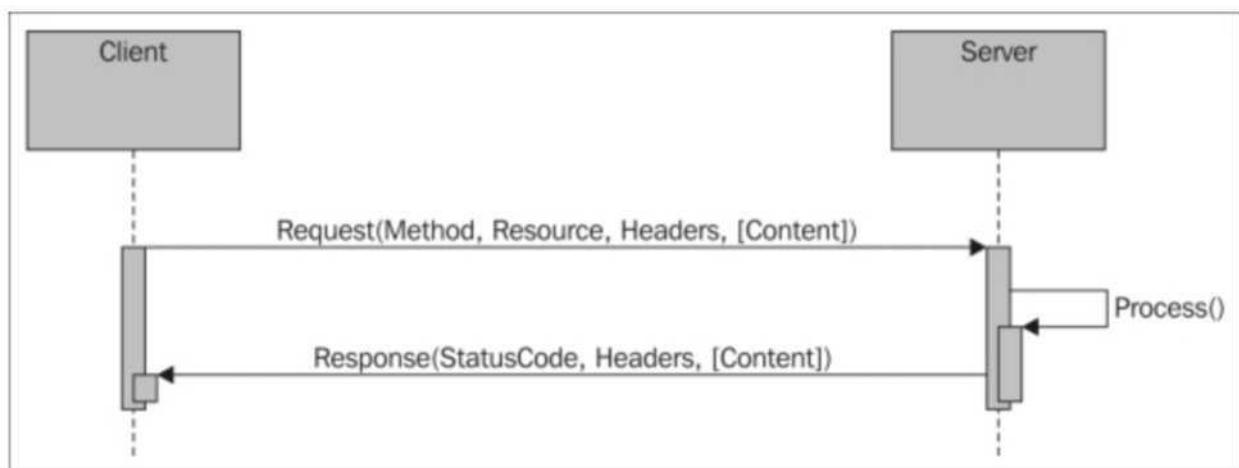 Client
Server
Request(Method, Resource, Headers, [Content])
Process()
Response(StatusCode, Headers, [Content])